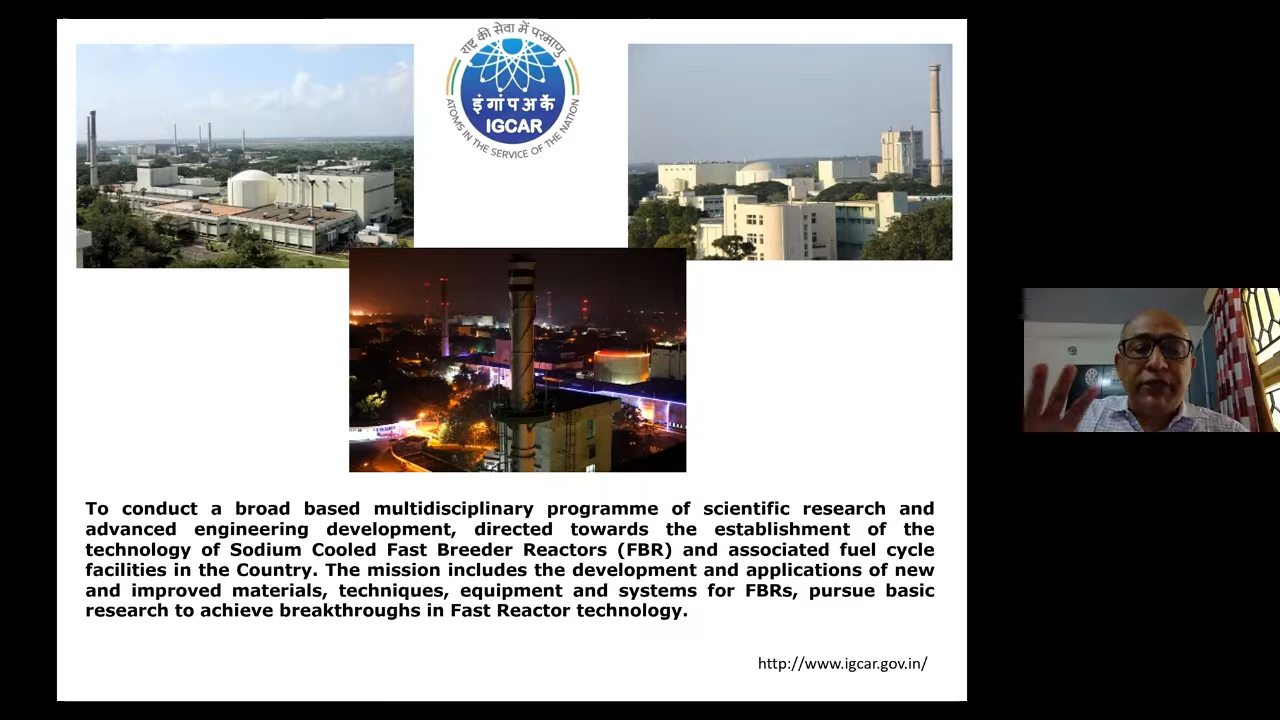 राष्ट्र की सेवा में परमाणु
इं गां प अ कें
IGCAR
ATOMS IN THE SERVICE OF THE NATION
To conduct a broad based multidisciplinary programme of scientific research and
advanced engineering development, directed towards the establishment of the
technology of Sodium Cooled Fast Breeder Reactors (FBR) and associated fuel cycle
facilities in the Country. The mission includes the development and applications of new
and improved materials, techniques, equipment and systems for FBRs, pursue basic
research to achieve breakthroughs in Fast Reactor technology.
http://www.igcar.gov.in/